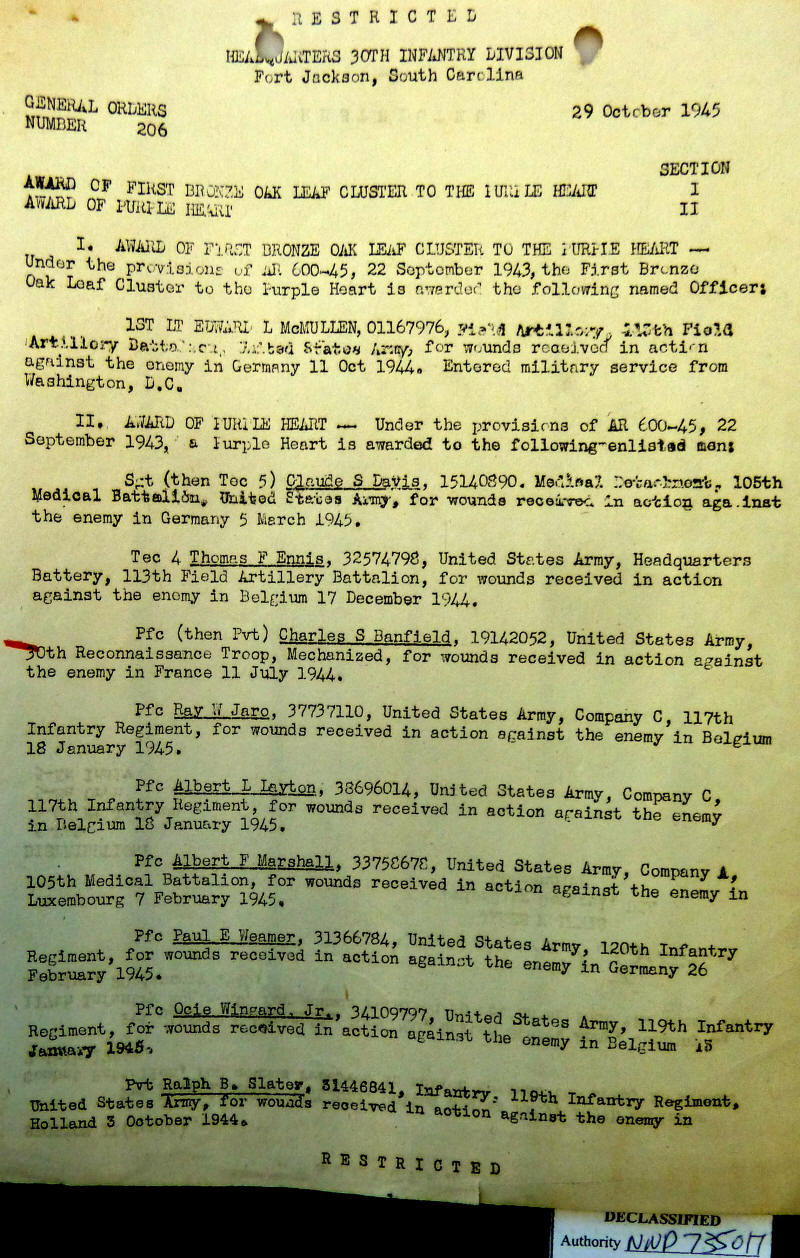 RESTRICTED
HEADQUARTERS 30TH INFANTRY DIVISION
Fort Jackson, South Carolina
GENERAL ORDERS
NUMBER 206
29 October 1945
SECTION
AWARD OF FIRST BRONZE OAK LEAF CLUSTER TO THE PURPLE HEART I
AWARD OF PURPLE HEART II
I. AWARD OF FIRST BRONZE OAK LEAF CLUSTER TO THE PURPLE HEART —
Under the provisions of AR 600-45, 22 September 1943, the First Bronze
Oak Leaf Cluster to the Purple Heart is awarded the following named Officer:
1ST LT EDWARD L McMULLEN, 01167976, Field Artillery, 113th Field
Artillery Battalion, United States Army, for wounds received in action
against the enemy in Germany 11 Oct 1944. Entered military service from
Washington, D.C.
II. AWARD OF PURPLE HEART — Under the provisions of AR 600-45, 22
September 1943, a Purple Heart is awarded to the following-enlisted men:
Sgt (then Tec 5) Claude S Davis, 15140890. Medical Detachment, 105th
Medical Battalion, United States Army, for wounds received in action against
the enemy in Germany 5 March 1945.
Tec 4 Thomas F Ennis, 32574798, United States Army, Headquarters
Battery, 113th Field Artillery Battalion, for wounds received in action
against the enemy in Belgium 17 December 1944.
Pfc (then Pvt) Charles S Banfield, 19142052, United States Army,
30th Reconnaissance Troop, Mechanized, for wounds received in action against
the enemy in France 11 July 1944.
Pfc Ray W Jaro, 37737110, United States Army, Company C, 117th
Infantry Regiment, for wounds received in action against the enemy in Belgium
18 January 1945.
Pfc Albert L Layton, 38696014, United States Army, Company C,
117th Infantry Regiment, for wounds received in action against the enemy
in Belgium 18 January 1945.
Pfc Albert F Marshall, 33758678, United States Army, Company A,
105th Medical Battalion, for wounds received in action against the enemy in
Luxembourg 7 February 1945.
Pfc Paul E Weamer, 31366784, United States Army, 120th Infantry
Regiment, for wounds received in action against the enemy in Germany 26
February 1945.
Pfc Ocie Wingard, Jr., 34109797, United States Army, 119th Infantry
Regiment, for wounds received in action against the enemy in Belgium 15
January 1945.
Pvt Ralph B. Slater, 31446841, Infantry, 119th Infantry Regiment,
United States Army, for wounds received in action against the enemy in
Holland 3 October 1944.
RESTRICTED
DECLASSIFIED
Authority NND 735017